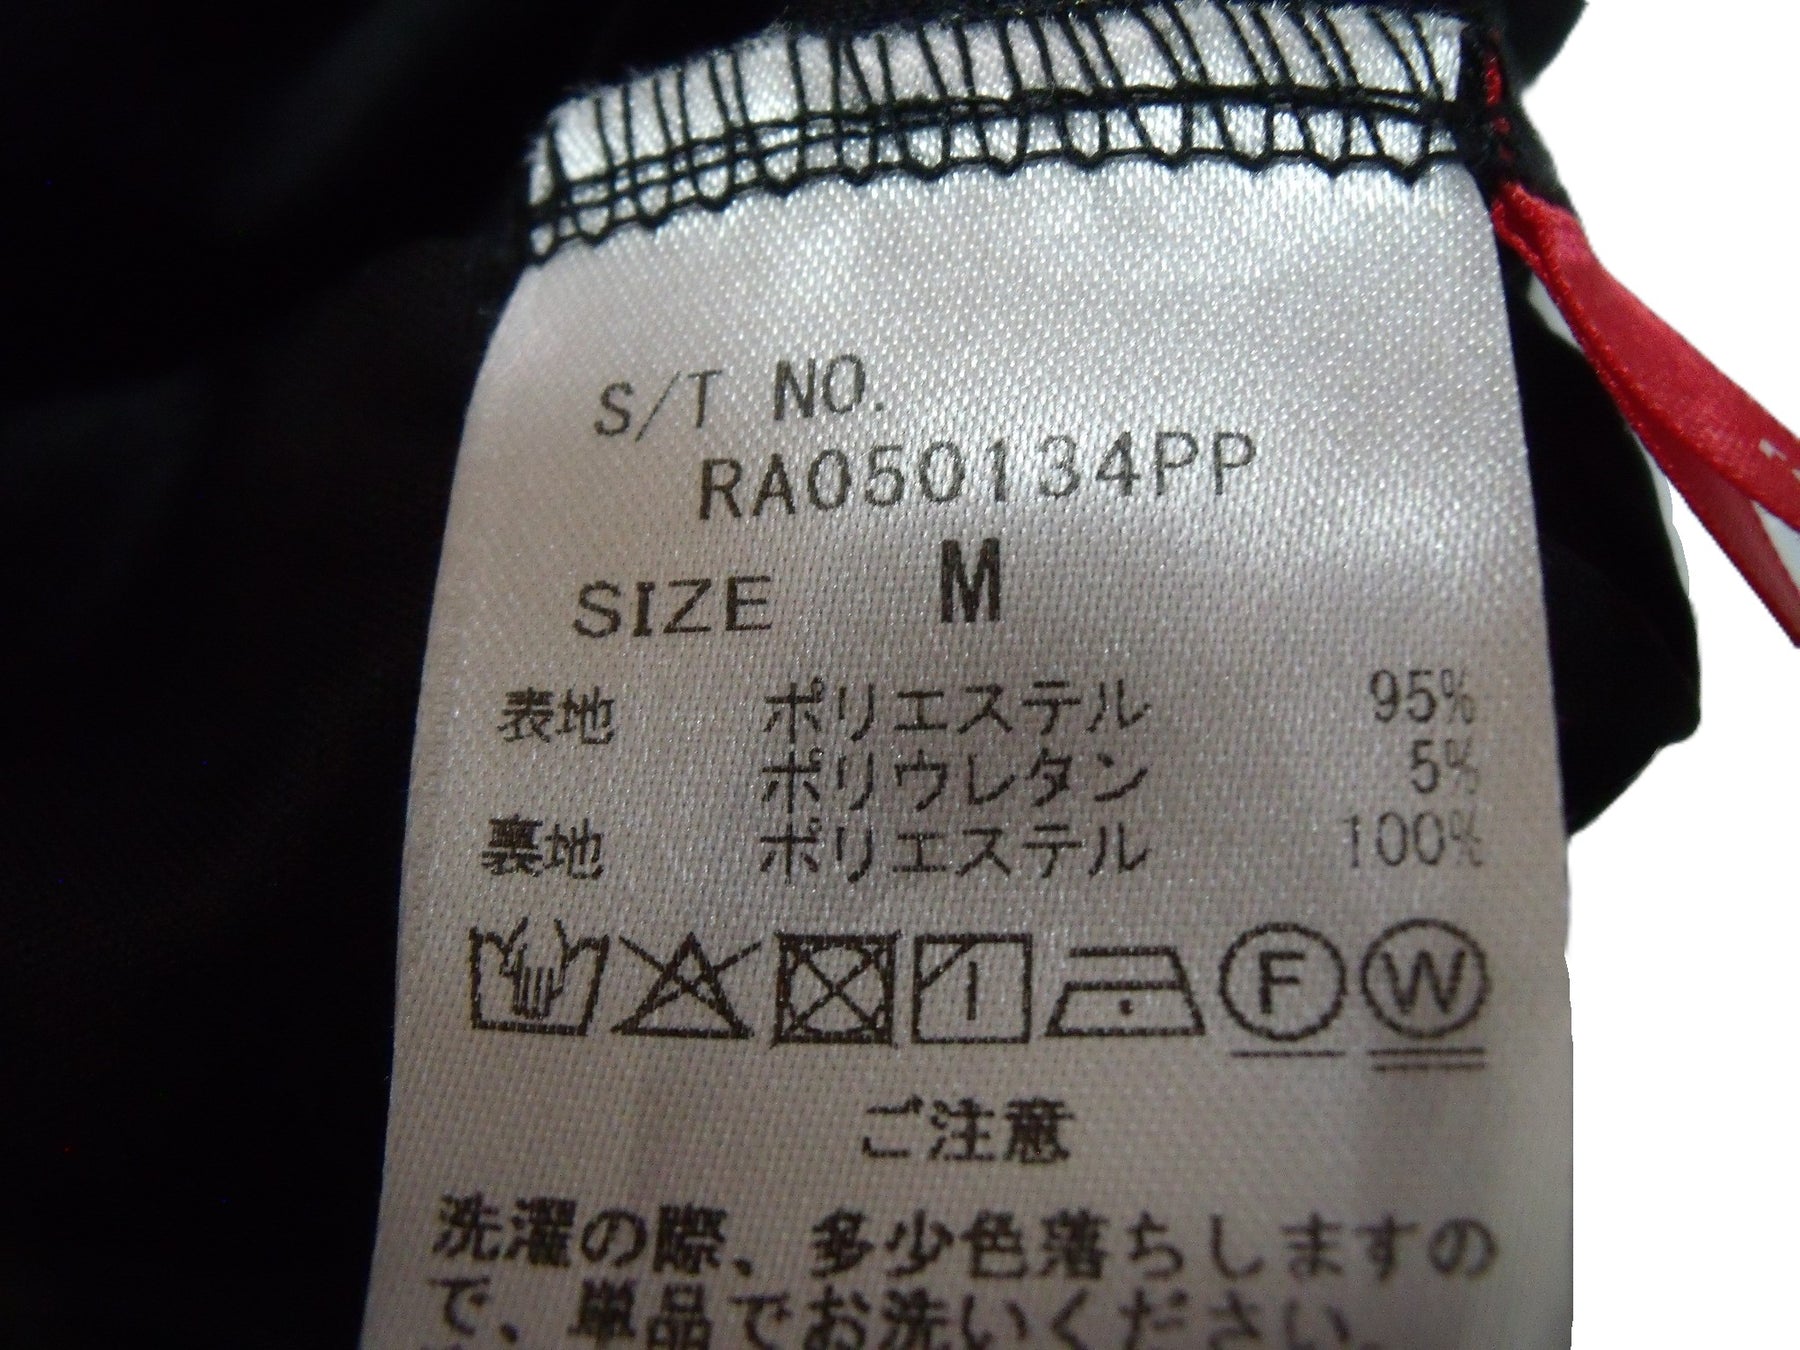 S/T NO.
RA050134PP
SIZE M
表地 ポリエステル 95%
ポリウレタン 5%
裏地 ポリエステル 100%
F W
ご注意
洗濯の際、多少色落ちしますの
で、単品でお洗いください。